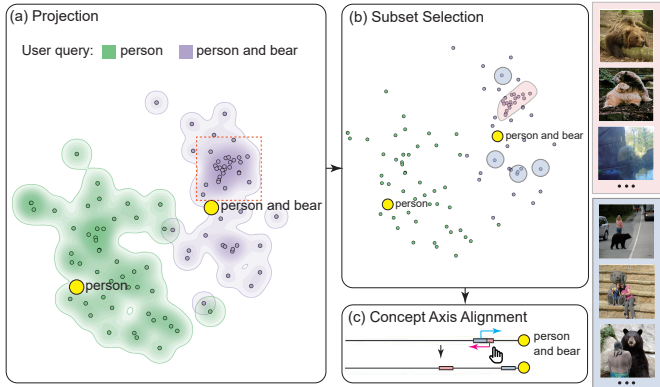 (a) Projection
User query: person person and bear
person and bear
person
(b) Subset Selection
person and bear
person
(c) Concept Axis Alignment
person
and bear